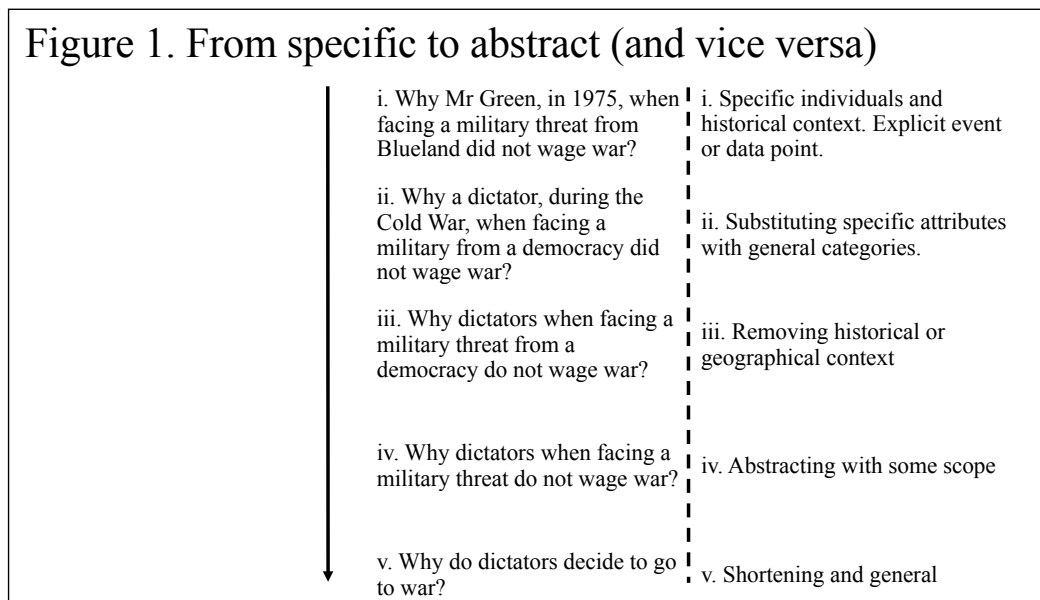 Figure 1. From specific to abstract (and vice versa)
i. Why Mr Green, in 1975, when
facing a military threat from
Blueland did not wage war?
i. Specific individuals and
historical context. Explicit event
or data point.
ii. Why a dictator, during the
Cold War, when facing a
military from a democracy did
not wage war?
ii. Substituting specific attributes
with general categories.
iii. Why dictators when facing a
military threat from a
democracy do not wage war?
iii. Removing historical or
geographical context
iv. Why dictators when facing a
military threat do not wage war?
iv. Abstracting with some scope
v. Why do dictators decide to go
to war?
v. Shortening and general